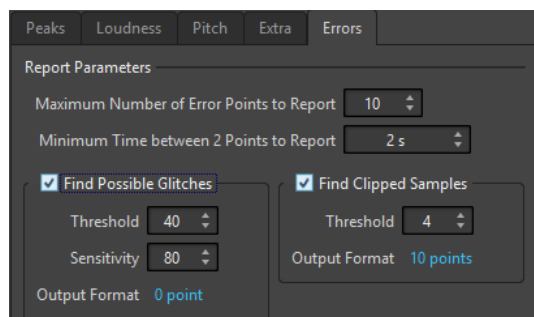 Peaks Loudness Pitch Extra Errors
Report Parameters
Maximum Number of Error Points to Report 10
Minimum Time between 2 Points to Report 2 s
Find Possible Glitches
Threshold 40
Sensitivity 80
Output Format 0 point
Find Clipped Samples
Threshold 4
Output Format 10 points